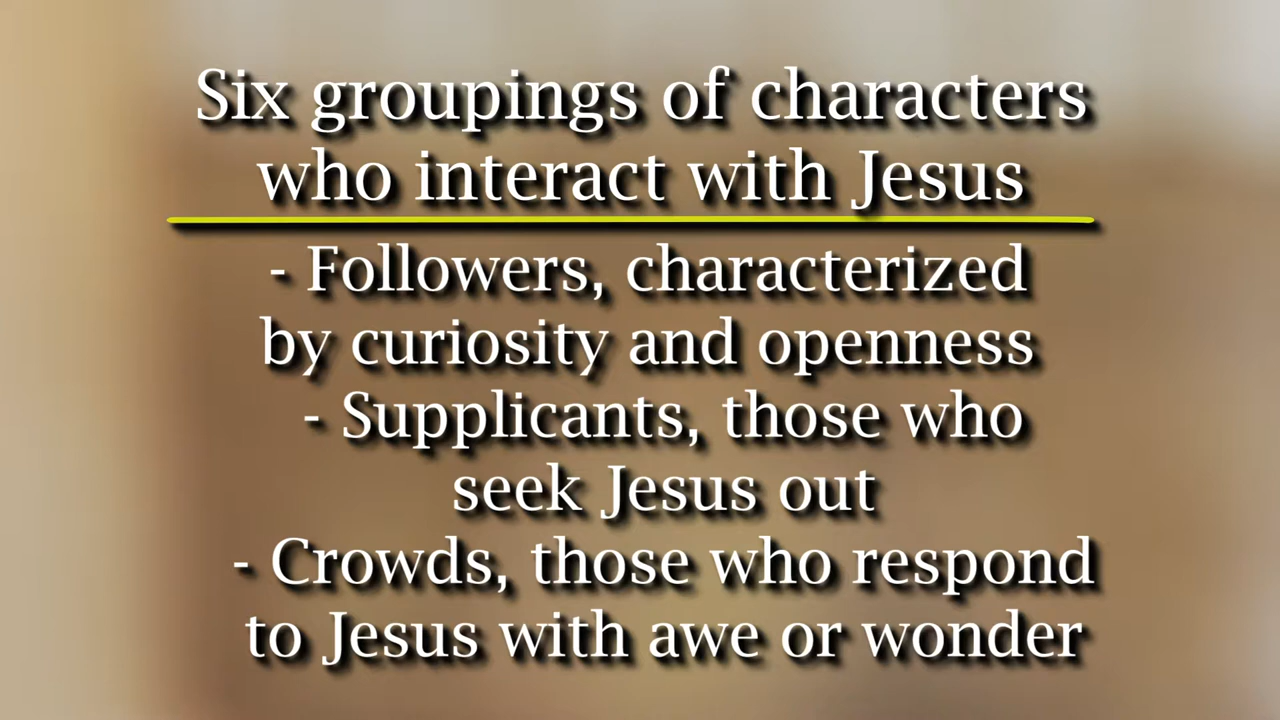 Six groupings of characters
who interact with Jesus
- Followers, characterized
by curiosity and openness
- Supplicants, those who
seek Jesus out
- Crowds, those who respond
to Jesus with awe or wonder